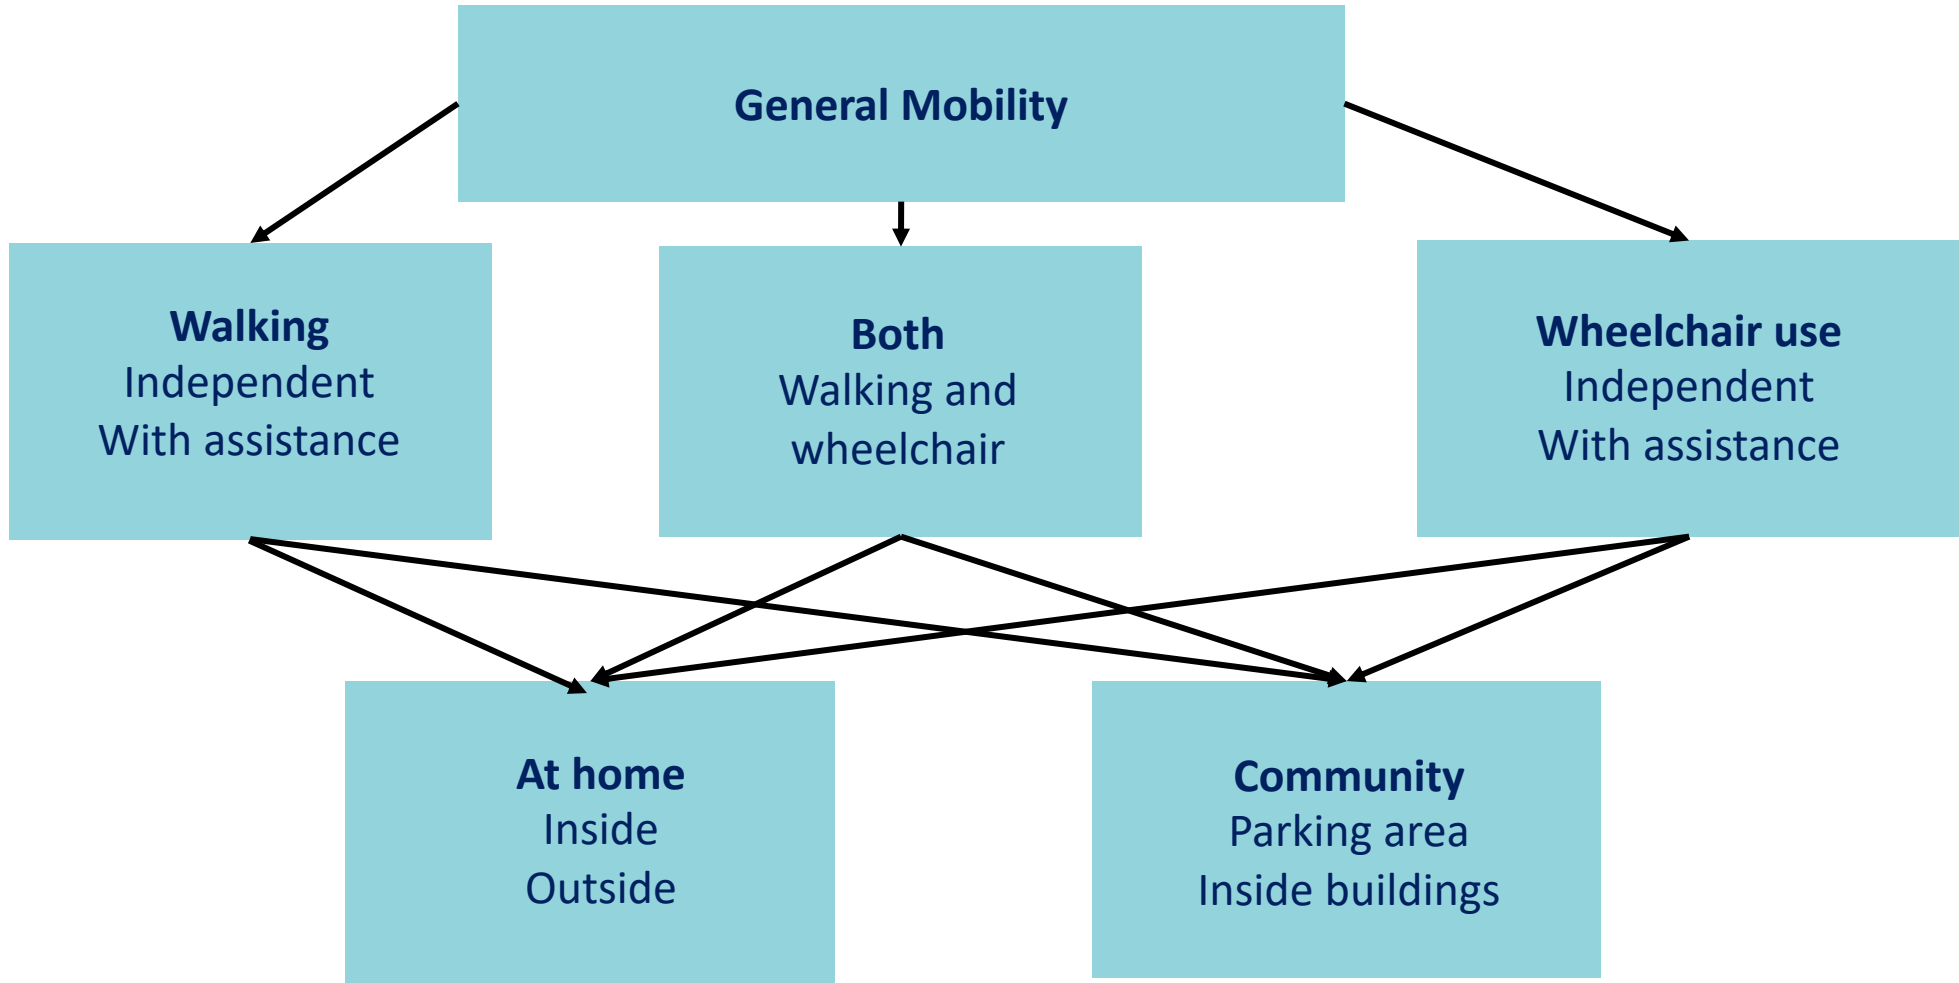 General Mobility
Walking
Independent
With assistance
Both
Walking and
wheelchair
Wheelchair use
Independent
With assistance
At home
Inside
Outside
Community
Parking area
Inside buildings